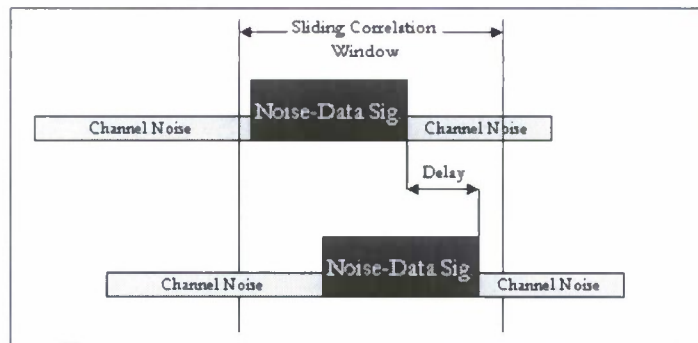 Sliding Correlation
Window
Noise-Data Sig
Channel Noise
Channel Noise
Delay
Noise-Data Sig
Channel Noise
Channel Noise